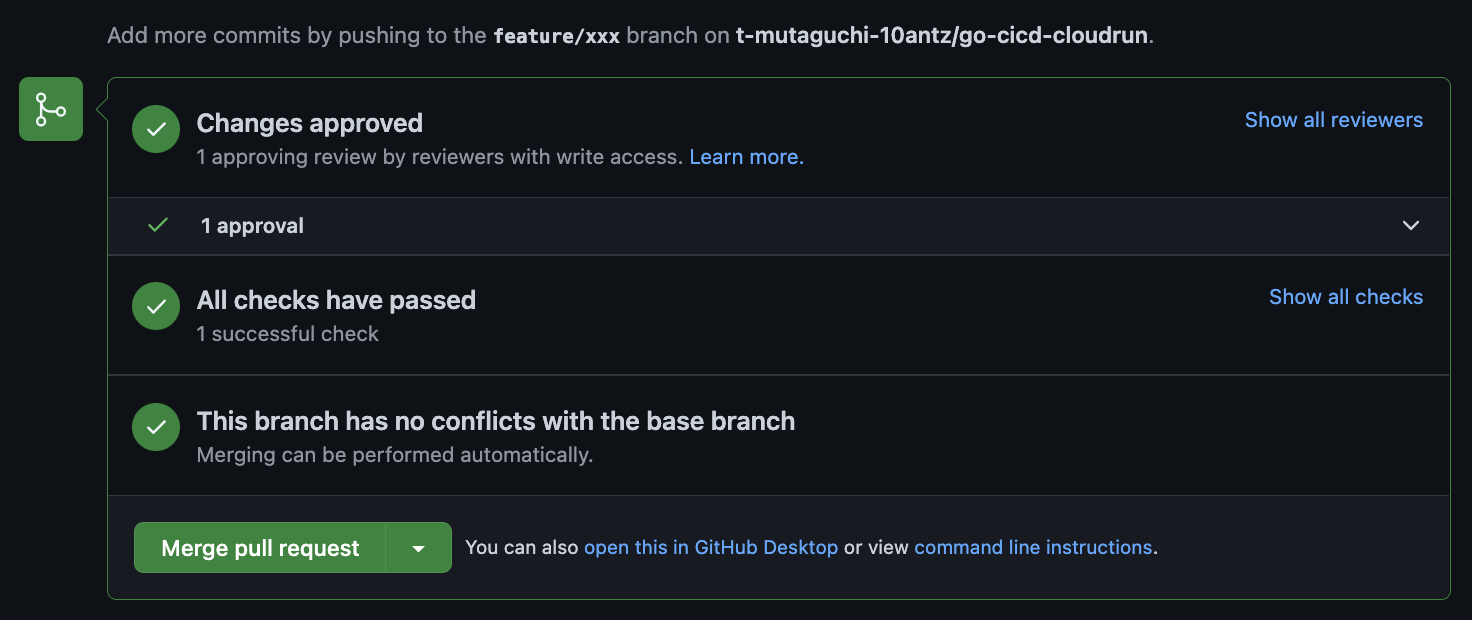 Add more commits by pushing to the feature/xxx branch on t-mutaguchi-10antz/go-cicd-cloudrun.
Changes approved
Show all reviewers
1 approving review by reviewers with write access. Learn more.
1 approval
All checks have passed
Show all checks
1 successful check
This branch has no conflicts with the base branch
Merging can be performed automatically.
Merge pull request
You can also open this in GitHub Desktop or view command line instructions.